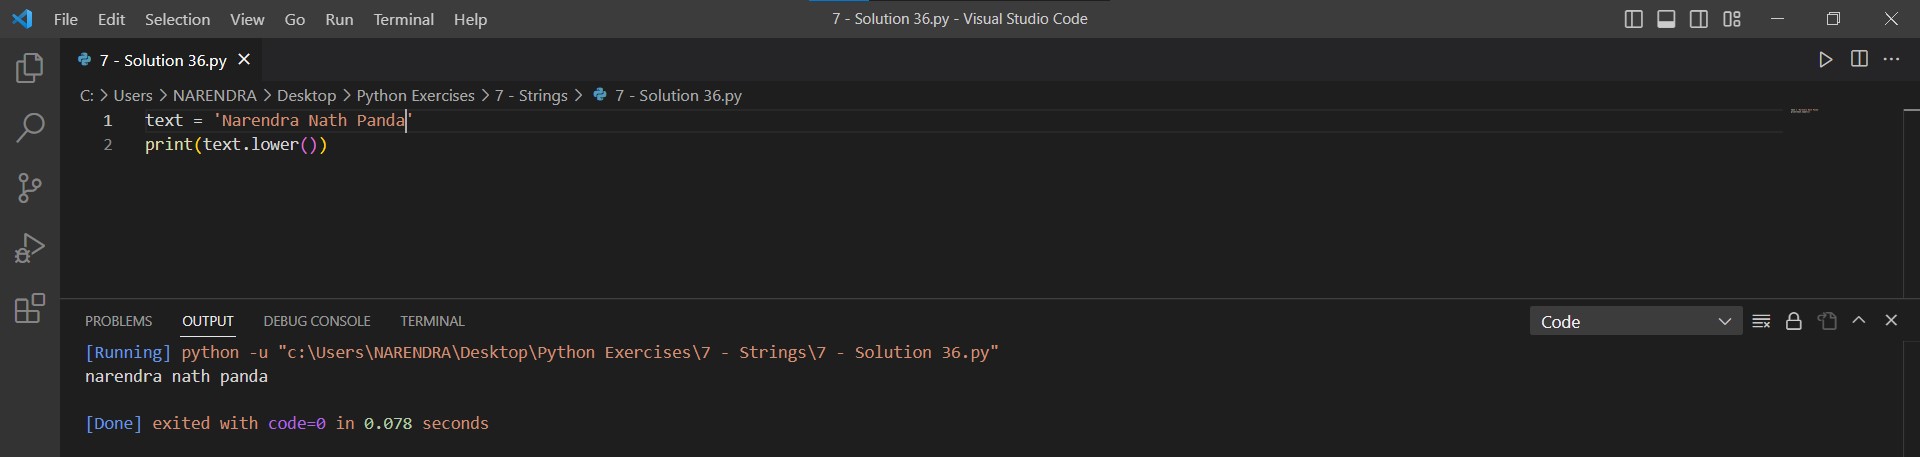 File Edit Selection View Go Run Terminal Help 7 - Solution 36.py - Visual Studio Code
7 - Solution 36.py
C: > Users > NARENDRA > Desktop > Python Exercises > 7 - Strings > 7 - Solution 36.py
1 text = 'Narendra Nath Panda'
2 print(text.lower())
PROBLEMS OUTPUT DEBUG CONSOLE TERMINAL Code
[Running] python -u "c:\Users\NARENDRA\Desktop\Python Exercises\7 - Strings\7 - Solution 36.py"
narendra nath panda
[Done] exited with code=0 in 0.078 seconds